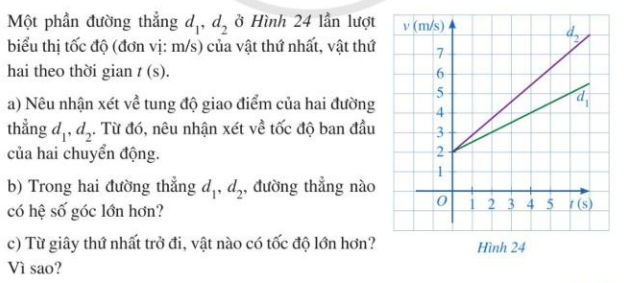 Một phần đường thẳng d₁, d₂ ở Hình 24 lần lượt
biểu thị tốc độ (đơn vị: m/s) của vật thứ nhất, vật thứ
hai theo thời gian t (s).
a) Nêu nhận xét về tung độ giao điểm của hai đường
thẳng d₁, d₂. Từ đó, nêu nhận xét về tốc độ ban đầu
của hai chuyển động.
b) Trong hai đường thẳng d₁, d₂, đường thẳng nào
có hệ số góc lớn hơn?
c) Từ giây thứ nhất trở đi, vật nào có tốc độ lớn hơn?
Vì sao?
v (m/s)
d₂
7
6
5
d₁
4
3
2
1
O 1 2 3 4 5 t (s)
Hình 24